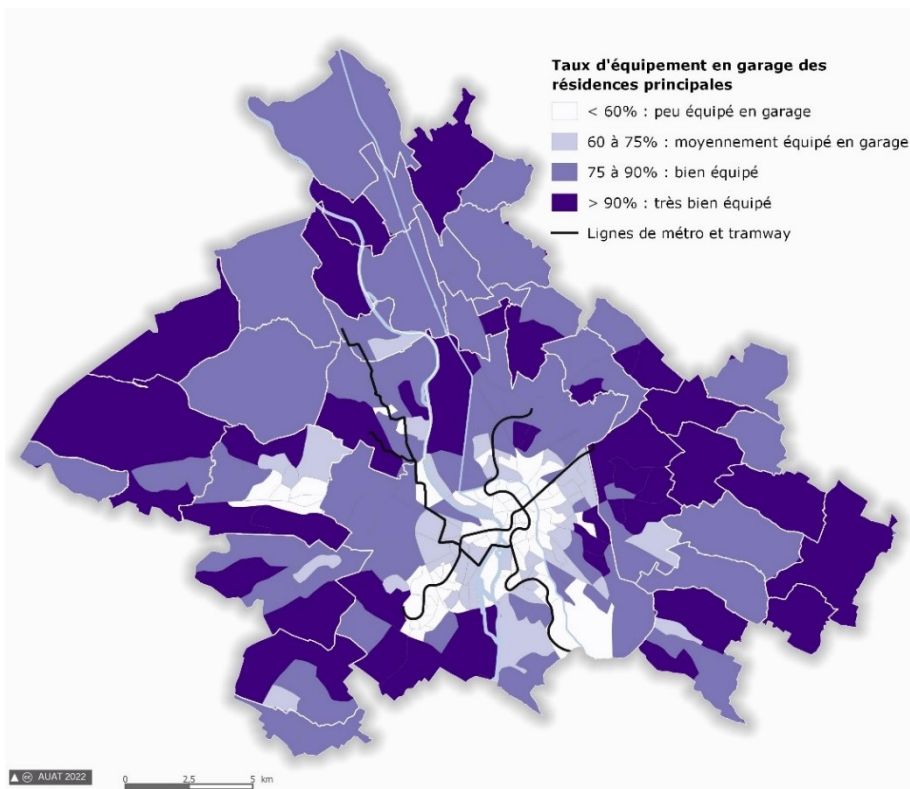 Taux d'équipement en garage des
résidences principales
< 60% : peu équipé en garage
60 à 75% : moyennement équipé en garage
75 à 90% : bien équipé
> 90% : très bien équipé
Lignes de métro et tramway
AUAT 2022
0 2,5 5 km